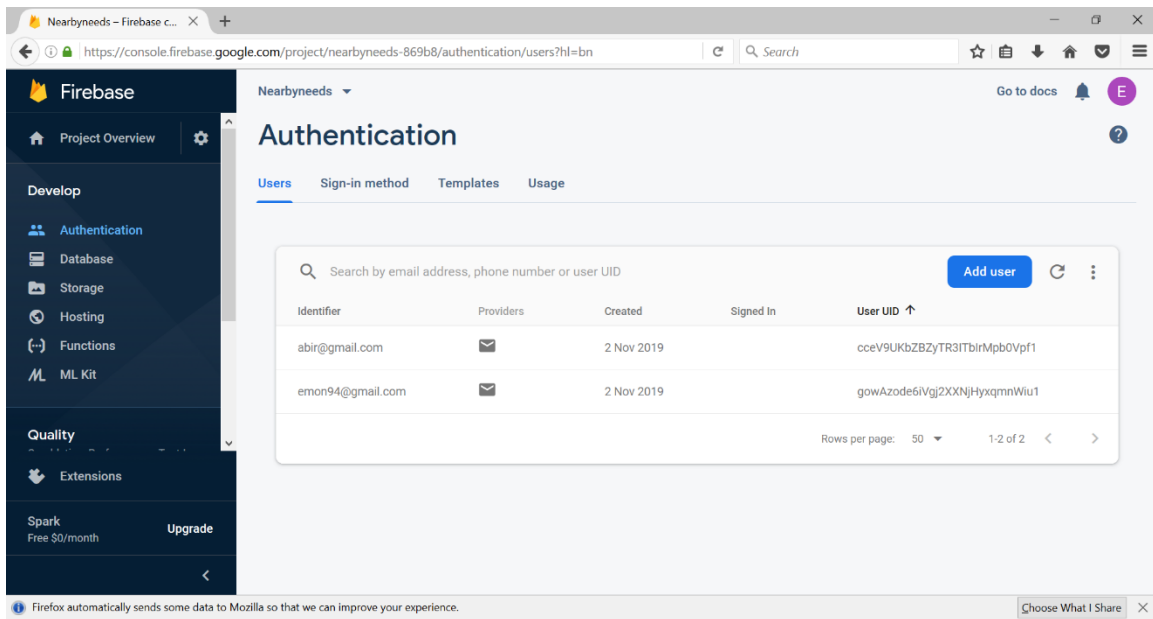 Nearbyneeds – Firebase c...
https://console.firebase.google.com/project/nearbyneeds-869b8/authentication/users?hl=bn
Search
Firebase
Nearbyneeds
Go to docs
E
Project Overview
Authentication
Develop
Users Sign-in method Templates Usage
Authentication
Database
Storage
Hosting
Functions
ML Kit
Quality
Extensions
Spark
Free $0/month
Upgrade
Search by email address, phone number or user UID
Add user
Identifier Providers Created Signed In User UID
abir@gmail.com 2 Nov 2019 cceV9UKbZBZyTR3ITbIrMpb0Vpf1
emon94@gmail.com 2 Nov 2019 gowAzode6iVgj2XXNjHyxqmnWiu1
Rows per page: 50 1-2 of 2
Firefox automatically sends some data to Mozilla so that we can improve your experience.
Choose What I Share